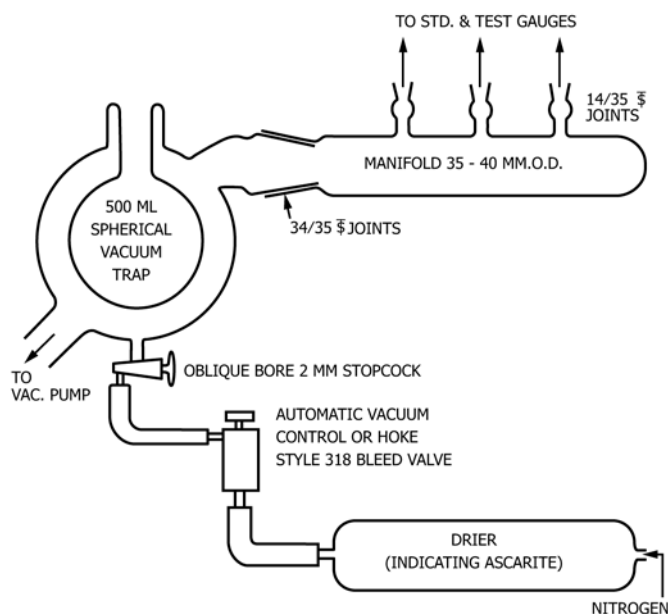 TO STD. & TEST GAUGES
14/35 ⚵ JOINTS
MANIFOLD 35 - 40 MM.O.D.
500 ML
SPHERICAL
VACUUM
TRAP
34/35 ⚵ JOINTS
TO
VAC. PUMP
OBLIQUE BORE 2 MM STOPCOCK
AUTOMATIC VACUUM
CONTROL OR HOKE
STYLE 318 BLEED VALVE
DRIER
(INDICATING ASCARITE)
NITROGEN